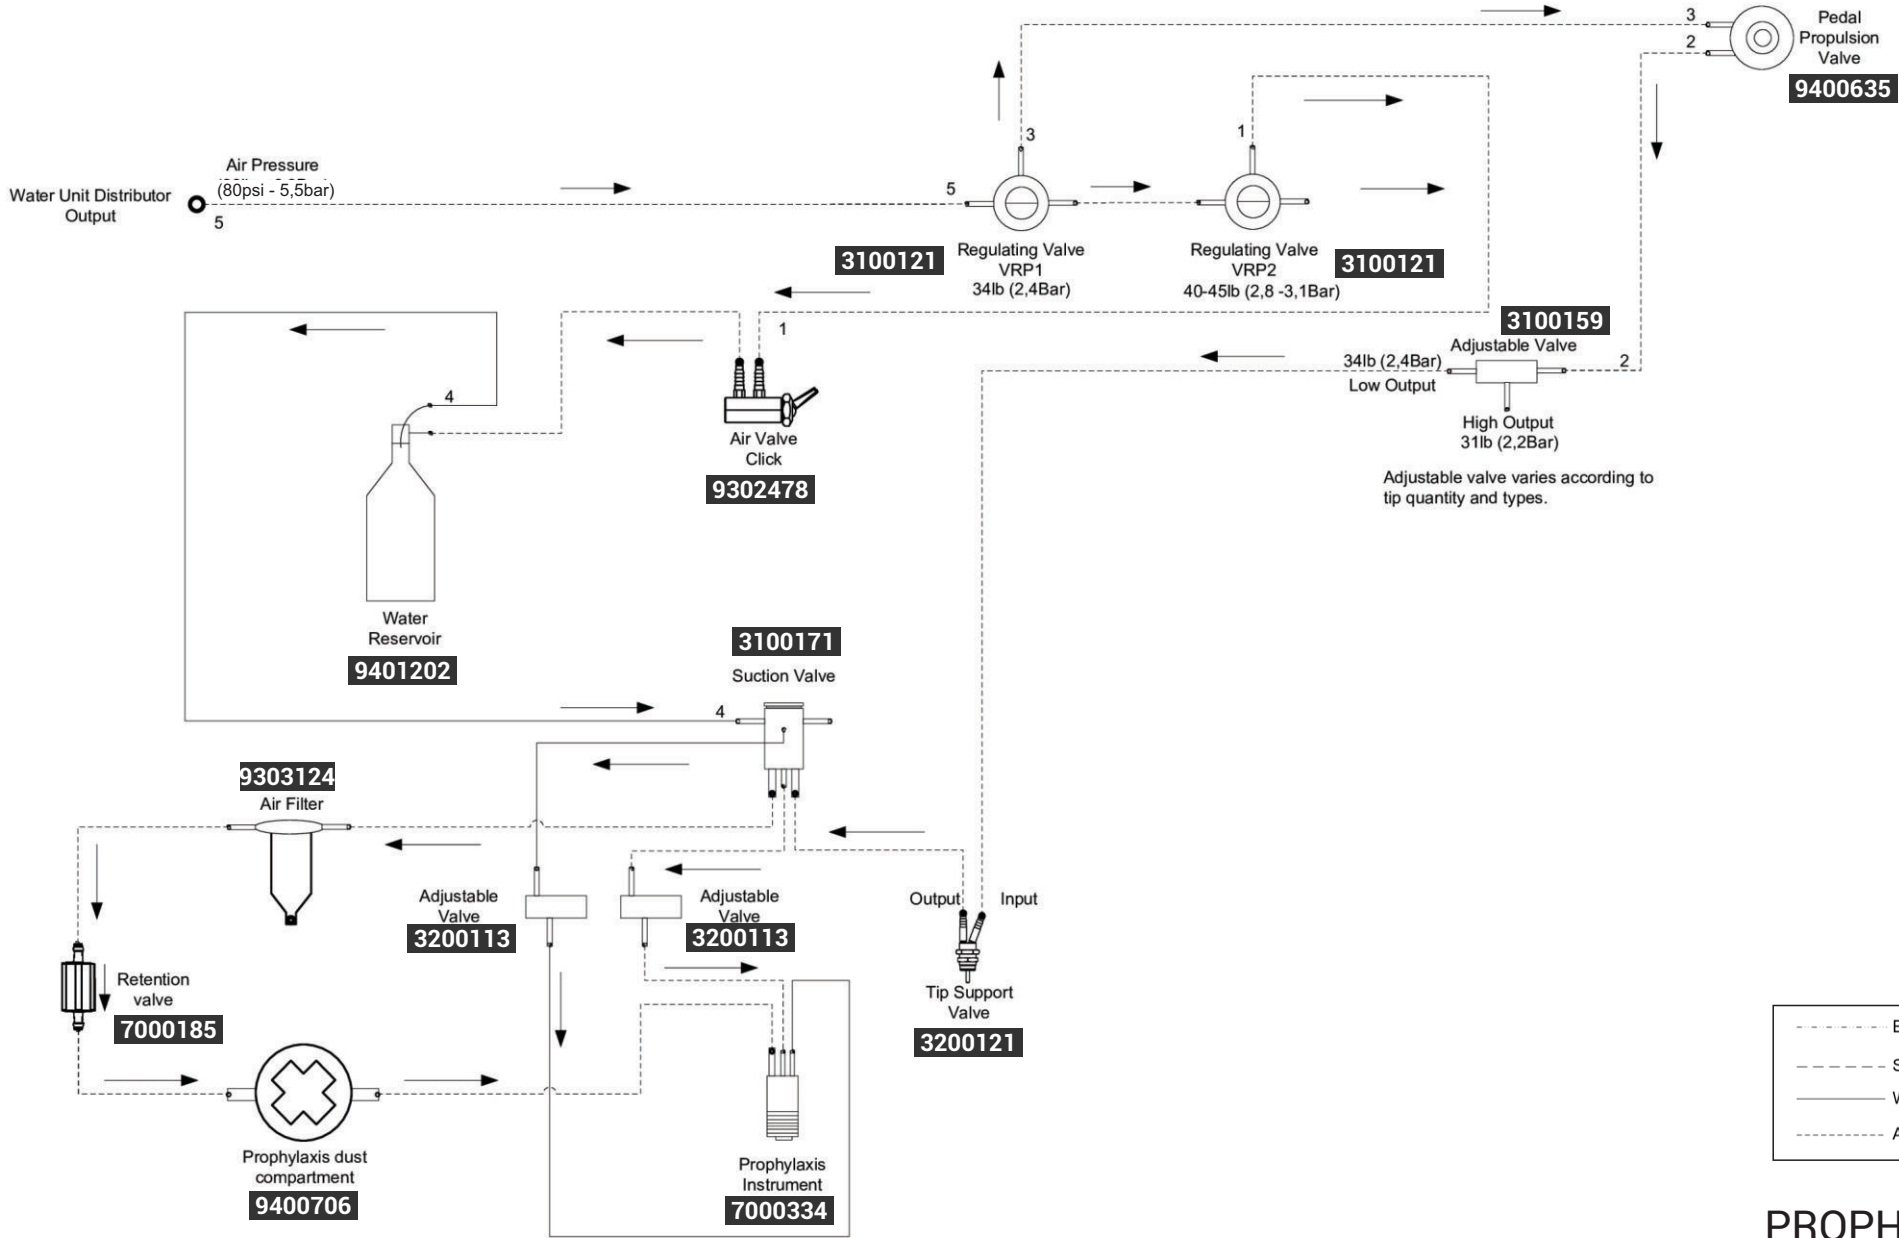 3
2
Pedal
Propulsion
Valve
9400635
3
1
Air Pressure
(80psi - 5,5bar)
Water Unit Distributor
Output
5
5
3100121
Regulating Valve
VRP1
34lb (2,4Bar)
Regulating Valve
VRP2
40-45lb (2,8 -3,1Bar)
3100121
1
3100159
Adjustable Valve
2
34lb (2,4Bar)
Low Output
High Output
31lb (2,2Bar)
Adjustable valve varies according to
tip quantity and types.
4
Air Valve
Click
9302478
Water
Reservoir
9401202
3100171
Suction Valve
4
9303124
Air Filter
Adjustable
Valve
3200113
Adjustable
Valve
3200113
Output
Input
Tip Support
Valve
3200121
Retention
valve
7000185
Prophylaxis dust
compartment
9400706
Prophylaxis
Instrument
7000334
PROPH